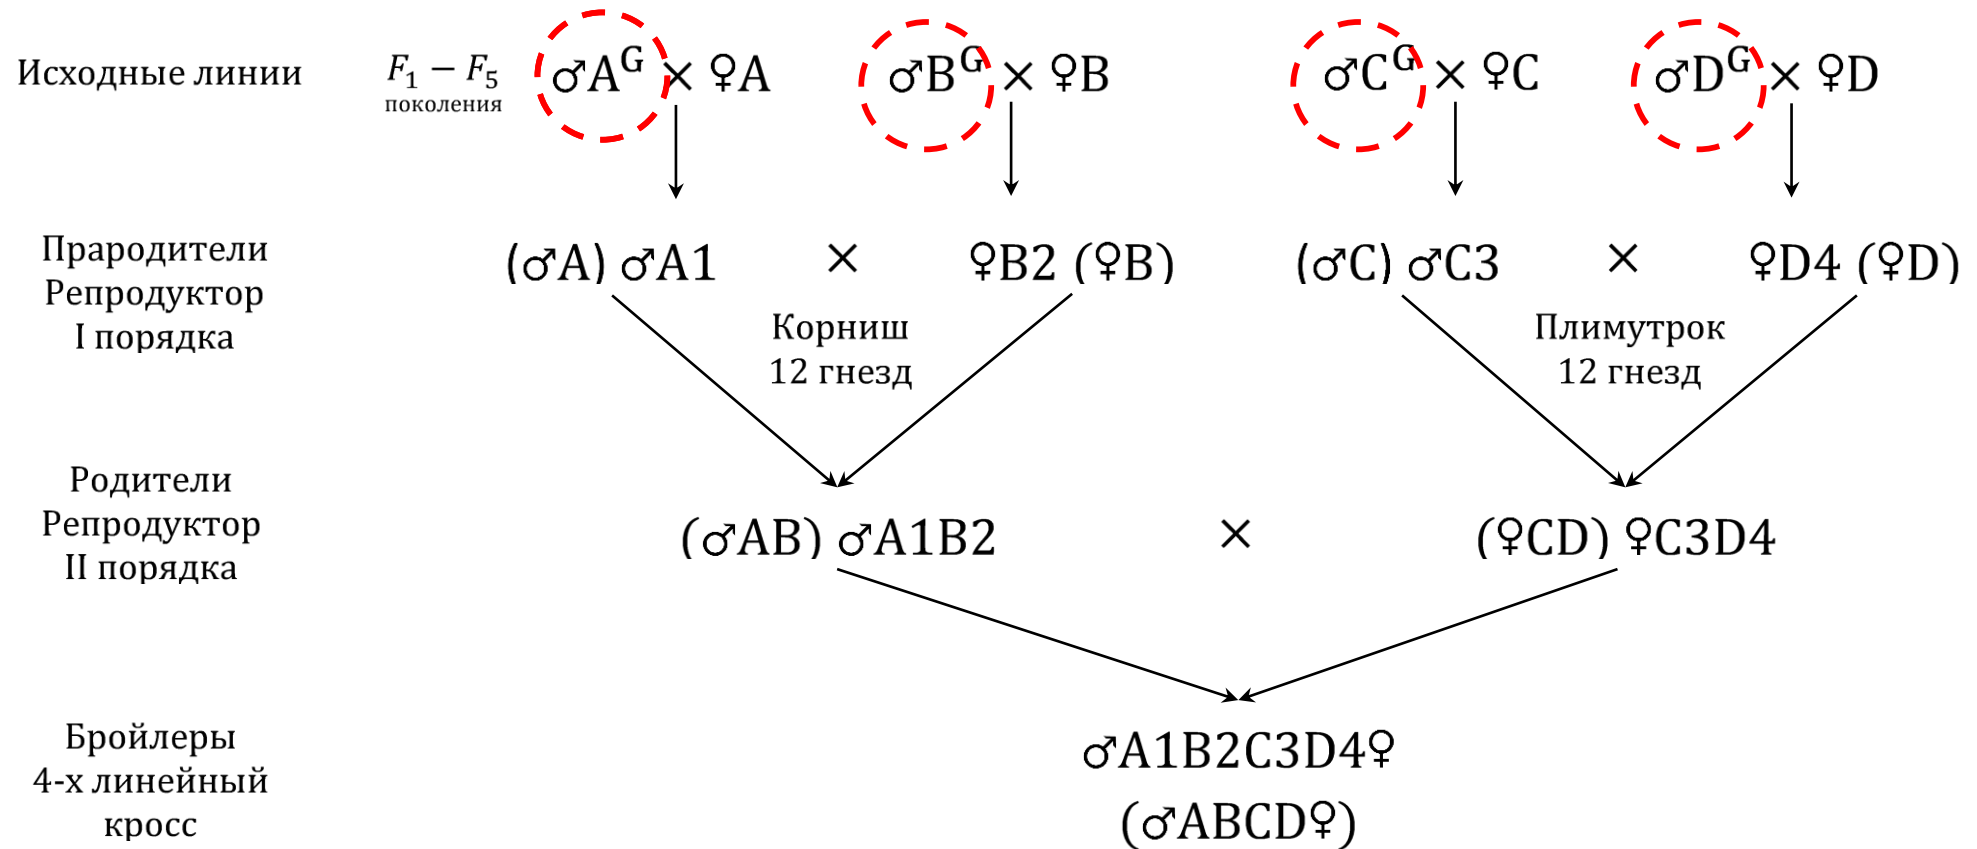 Исходные линии
F₁ − F₅
поколения
♂Aᴳ × ♀A
♂Bᴳ × ♀B
♂Cᴳ × ♀C
♂Dᴳ × ♀D
Прародители
Репродуктор
I порядка
(♂A) ♂A1 × ♀B2 (♀B)
(♂C) ♂C3 × ♀D4 (♀D)
Корниш
12 гнезд
Плимутрок
12 гнезд
Родители
Репродуктор
II порядка
(♂AB) ♂A1B2 × (♀CD) ♀C3D4
Бройлеры
4-х линейный
кросс
♂A1B2C3D4♀
(♂ABCD♀)